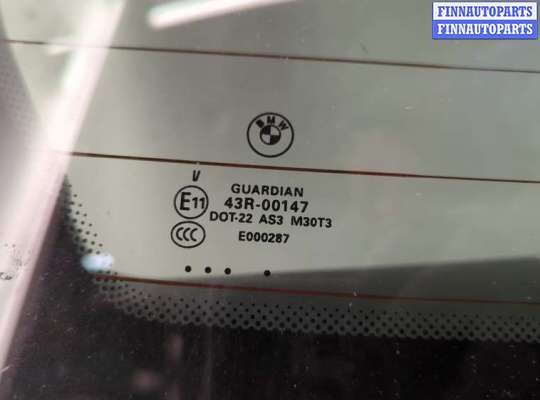 FINNAUTOPARTS
FINNAUTOPARTS
BMW
V
GUARDIAN
E11
43R-00147
DOT-22 AS3 M30T3
CCC
E000287